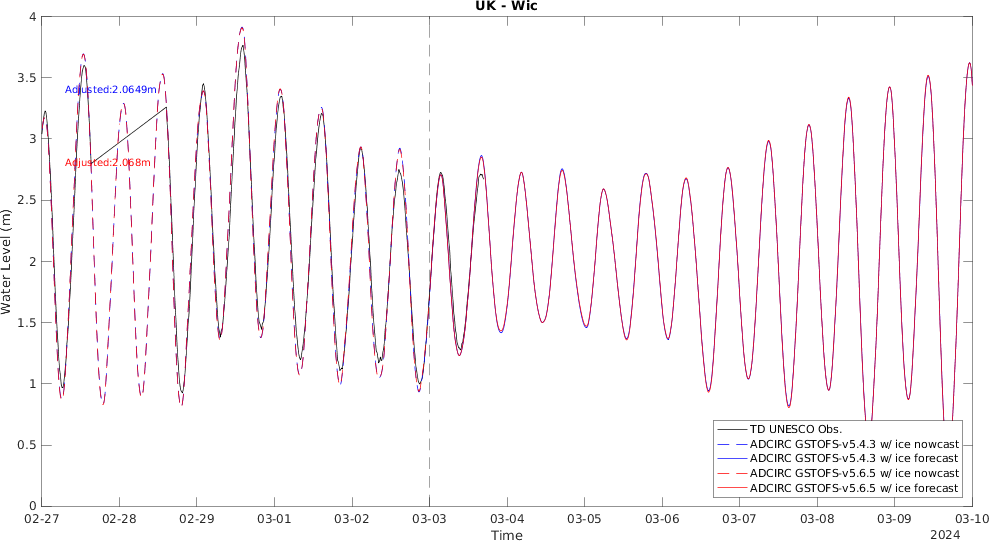 UK - Wic
4
3.5
3
2.5
2
1.5
1
0.5
0
Water Level (m)
Adjusted:2.0649m
Adjusted:2.068m
TD UNESCO Obs.
ADCIRC GSTOFS-v5.4.3 w/ ice nowcast
ADCIRC GSTOFS-v5.4.3 w/ ice forecast
ADCIRC GSTOFS-v5.6.5 w/ ice nowcast
ADCIRC GSTOFS-v5.6.5 w/ ice forecast
02-27 02-28 02-29 03-01 03-02 03-03 03-04 03-05 03-06 03-07 03-08 03-09 03-10
Time
2024